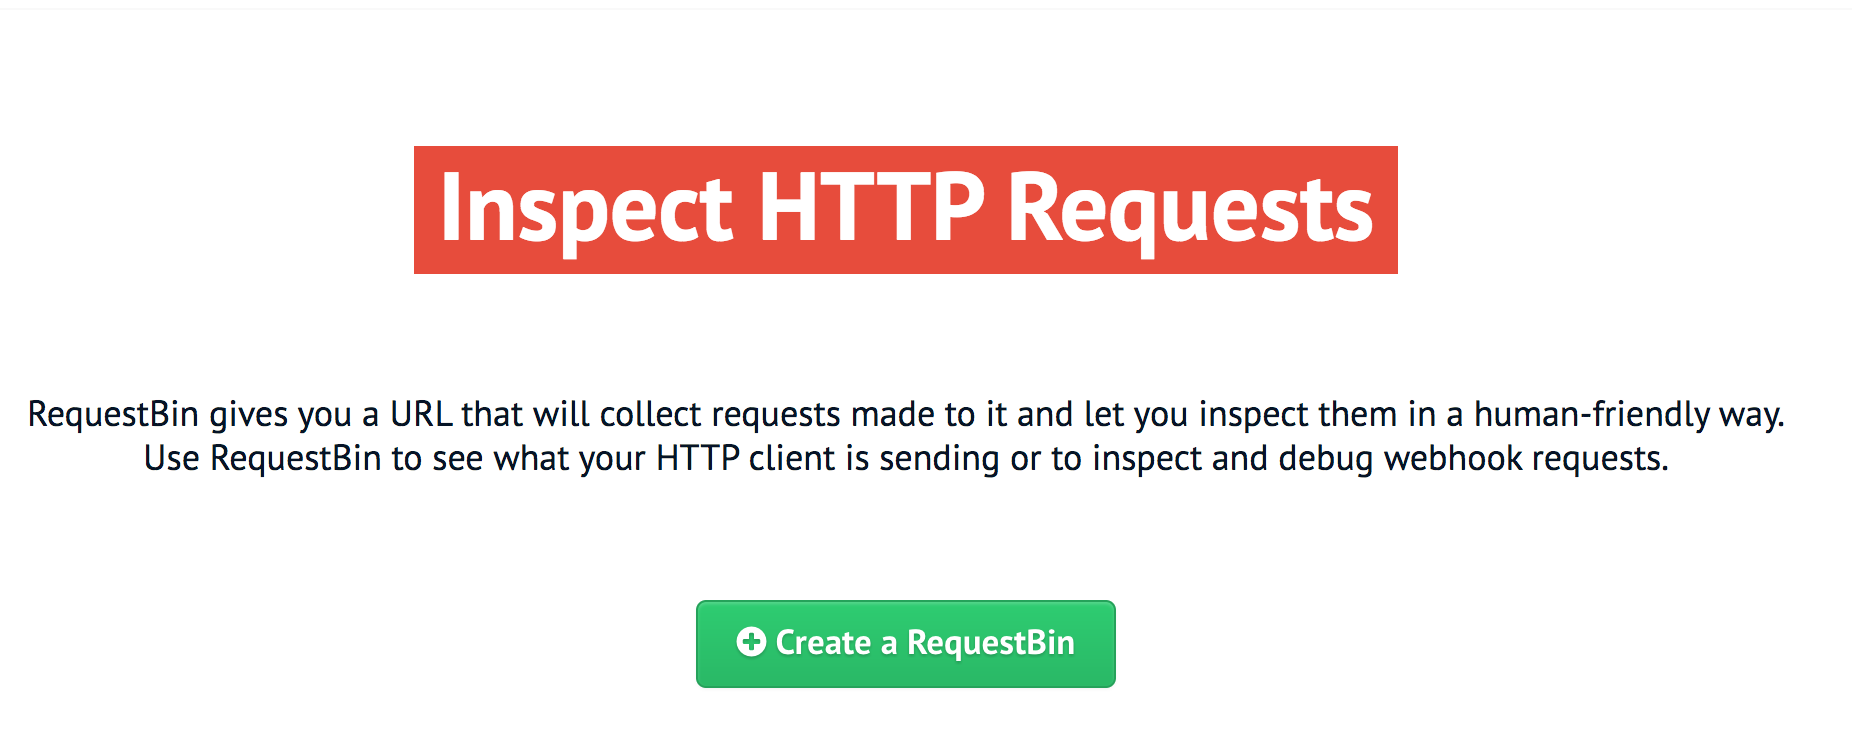 Inspect HTTP Requests
RequestBin gives you a URL that will collect requests made to it and let you inspect them in a human-friendly way.
Use RequestBin to see what your HTTP client is sending or to inspect and debug webhook requests.
Create a RequestBin